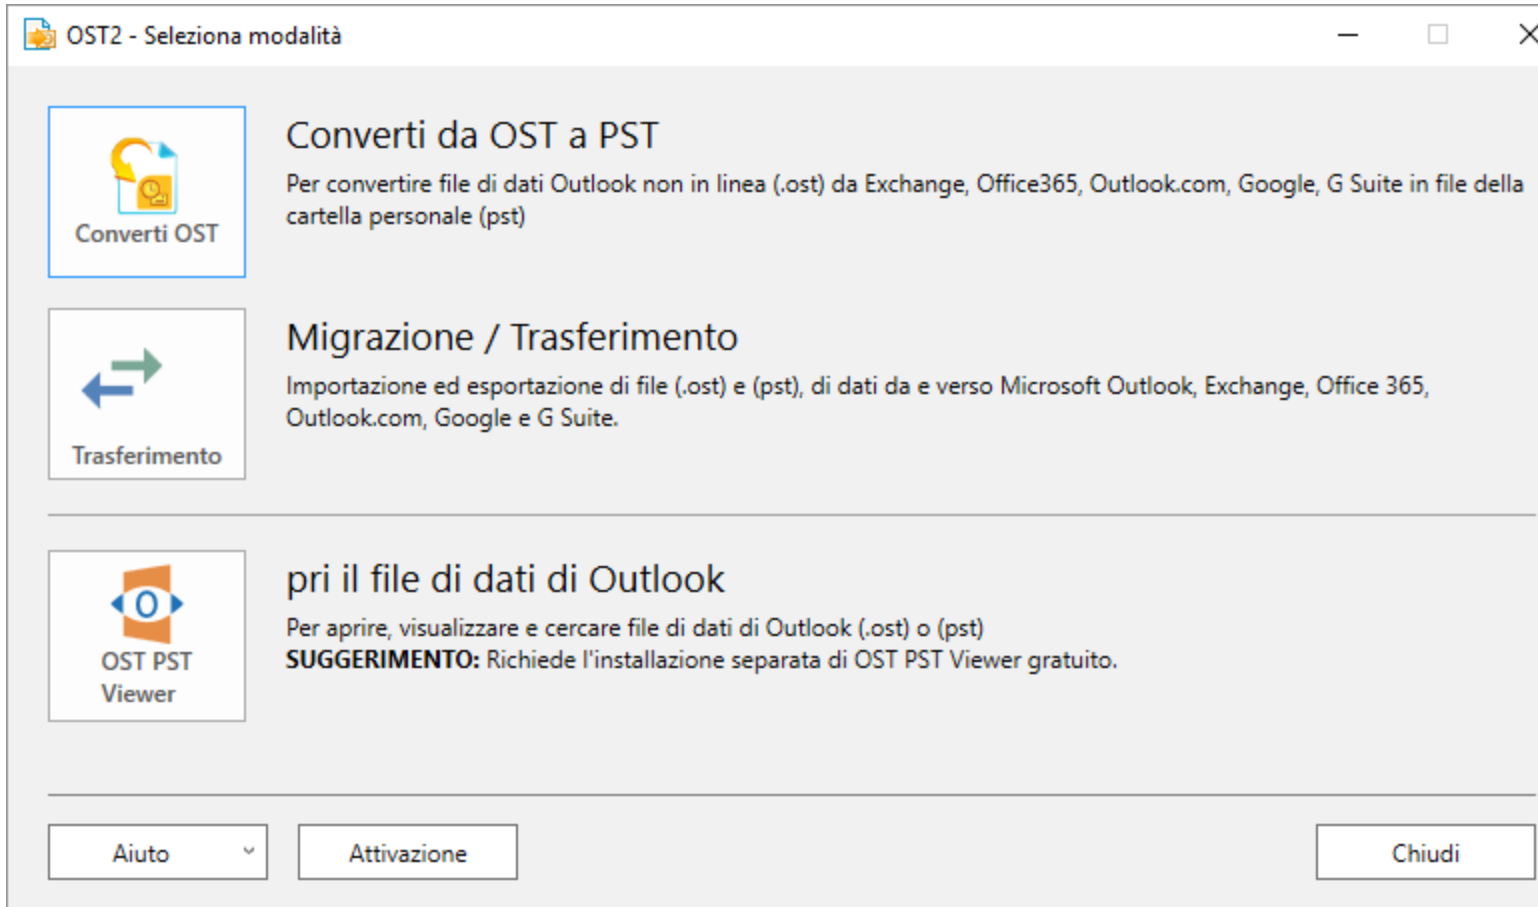 OST2 - Seleziona modalità
Converti OST
Converti da OST a PST
Per convertire file di dati Outlook non in linea (.ost) da Exchange, Office365, Outlook.com, Google, G Suite in file della
cartella personale (pst)
Trasferimento
Migrazione / Trasferimento
Importazione ed esportazione di file (.ost) e (pst), di dati da e verso Microsoft Outlook, Exchange, Office 365,
Outlook.com, Google e G Suite.
OST PST
Viewer
pri il file di dati di Outlook
Per aprire, visualizzare e cercare file di dati di Outlook (.ost) o (pst)
SUGGERIMENTO: Richiede l'installazione separata di OST PST Viewer gratuito.
Aiuto
Attivazione
Chiudi